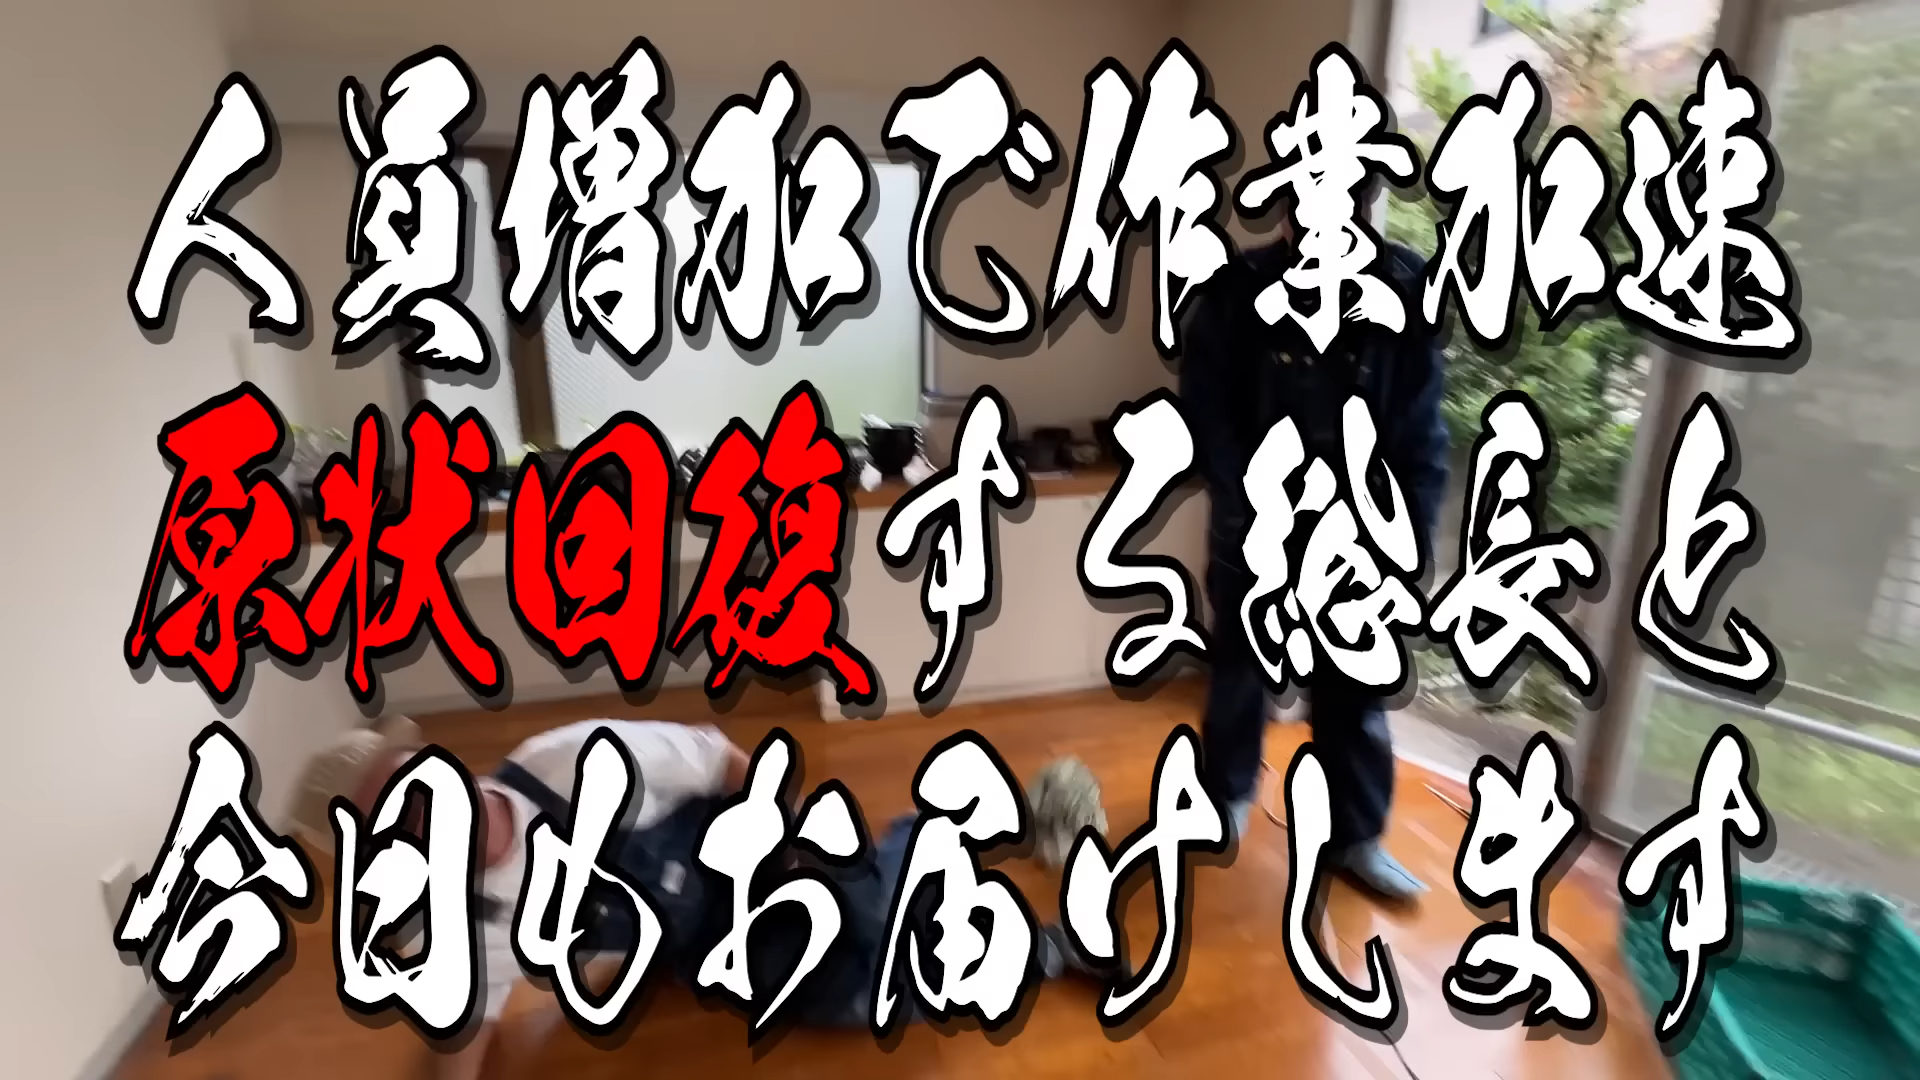 人員増加で作業加速
原状回復する総長と
今日もお届けします